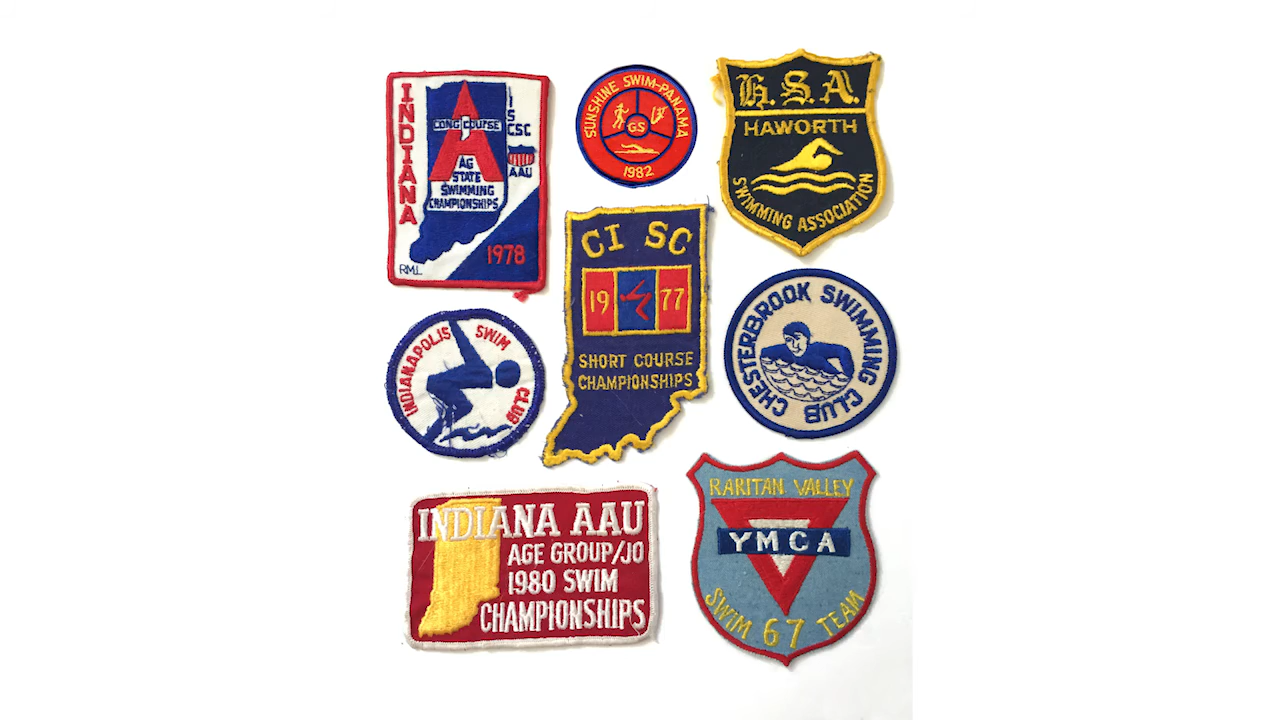 INDIANA
LONG COURSE
A
AG
STATE
SWIMMING
CHAMPIONSHIPS
I
S
CSC
AAU
1978
RML
SUNSHINE SWIM-PANAMA
GS
1982
H.S.A.
HAWORTH
SWIMMING ASSOCIATION
CI SC
19 77
SHORT COURSE
CHAMPIONSHIPS
INDIANAPOLIS SWIM CLUB
CHESTERBROOK SWIMMING CLUB
INDIANA AAU
AGE GROUP/JO
1980 SWIM
CHAMPIONSHIPS
RARITAN VALLEY
YMCA
SWIM 67 TEAM